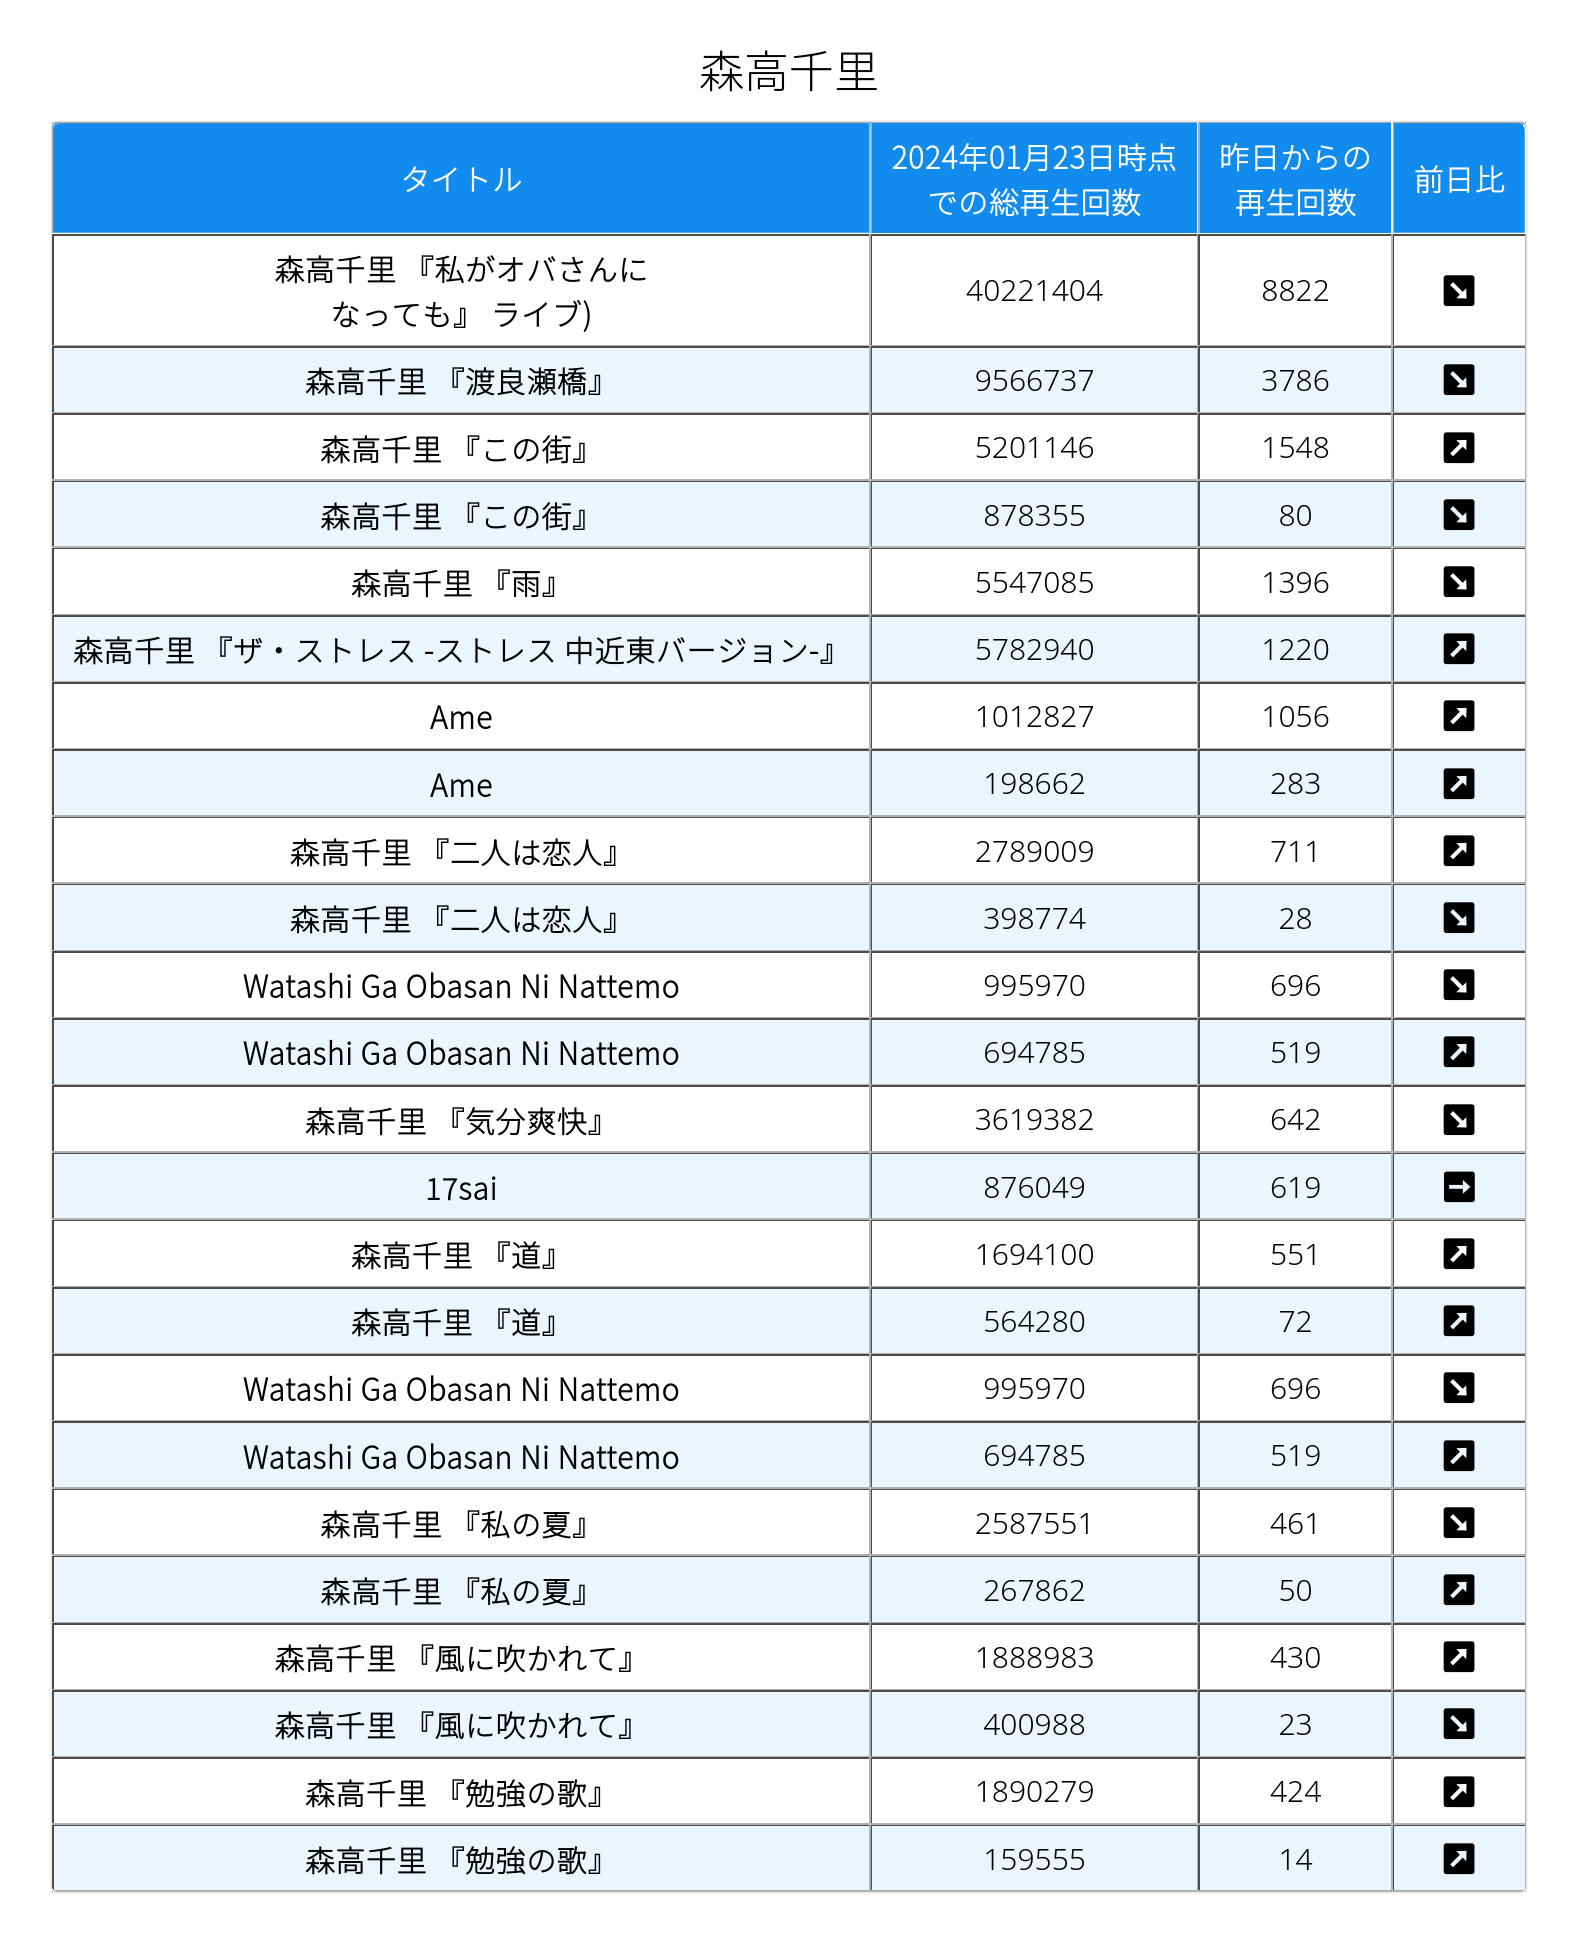 森高千里
タイトル
2024年01月23日時点
での総再生回数
昨日からの
再生回数
前日比
森高千里 『私がオバさんに
なっても』 ライブ)
40221404 8822
森高千里 『渡良瀬橋』 9566737 3786
森高千里 『この街』 5201146 1548
森高千里 『この街』 878355 80
森高千里 『雨』 5547085 1396
森高千里 『ザ・ストレス -ストレス 中近東バージョン-』 5782940 1220
Ame 1012827 1056
Ame 198662 283
森高千里 『二人は恋人』 2789009 711
森高千里 『二人は恋人』 398774 28
Watashi Ga Obasan Ni Nattemo 995970 696
Watashi Ga Obasan Ni Nattemo 694785 519
森高千里 『気分爽快』 3619382 642
17sai 876049 619
森高千里 『道』 1694100 551
森高千里 『道』 564280 72
Watashi Ga Obasan Ni Nattemo 995970 696
Watashi Ga Obasan Ni Nattemo 694785 519
森高千里 『私の夏』 2587551 461
森高千里 『私の夏』 267862 50
森高千里 『風に吹かれて』 1888983 430
森高千里 『風に吹かれて』 400988 23
森高千里 『勉強の歌』 1890279 424
森高千里 『勉強の歌』 159555 14